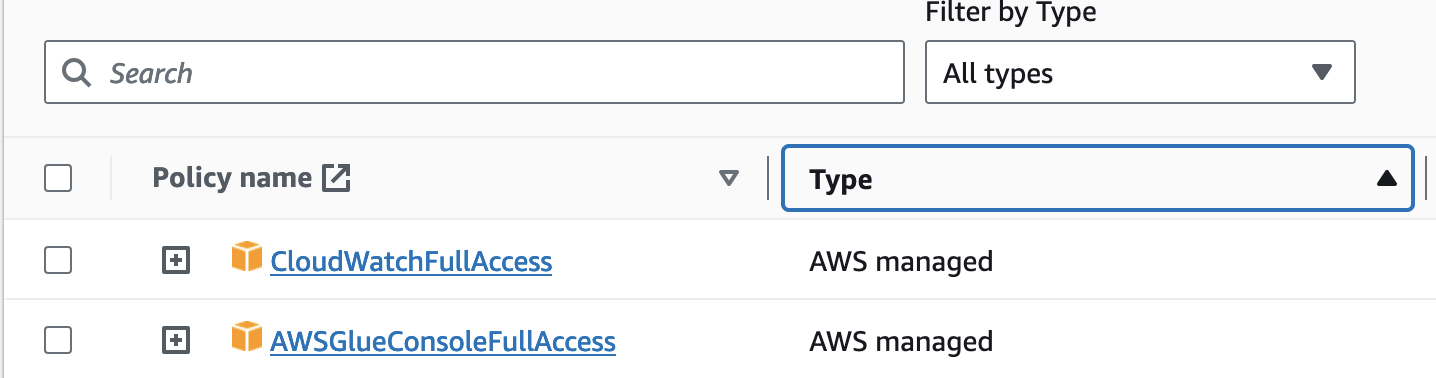 Filter by Type
Search
All types
Policy name
Type
CloudWatchFullAccess
AWS managed
AWSGlueConsoleFullAccess
AWS managed